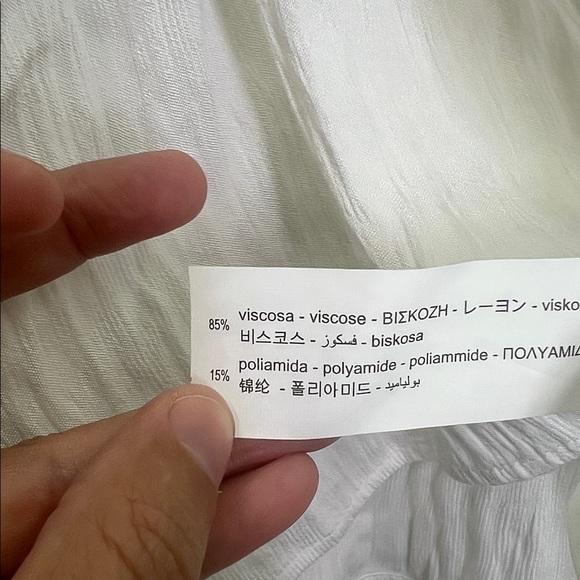 85% viscosa - viscose - ΒΙΣΚΟΖΗ - レーヨン - visko
비스코스 - فسكوز - biskosa
15% poliamida - polyamide - poliammide - ΠΟΛΥΑΜΙΔ
锦纶 - 폴리아미드 - بولياميد